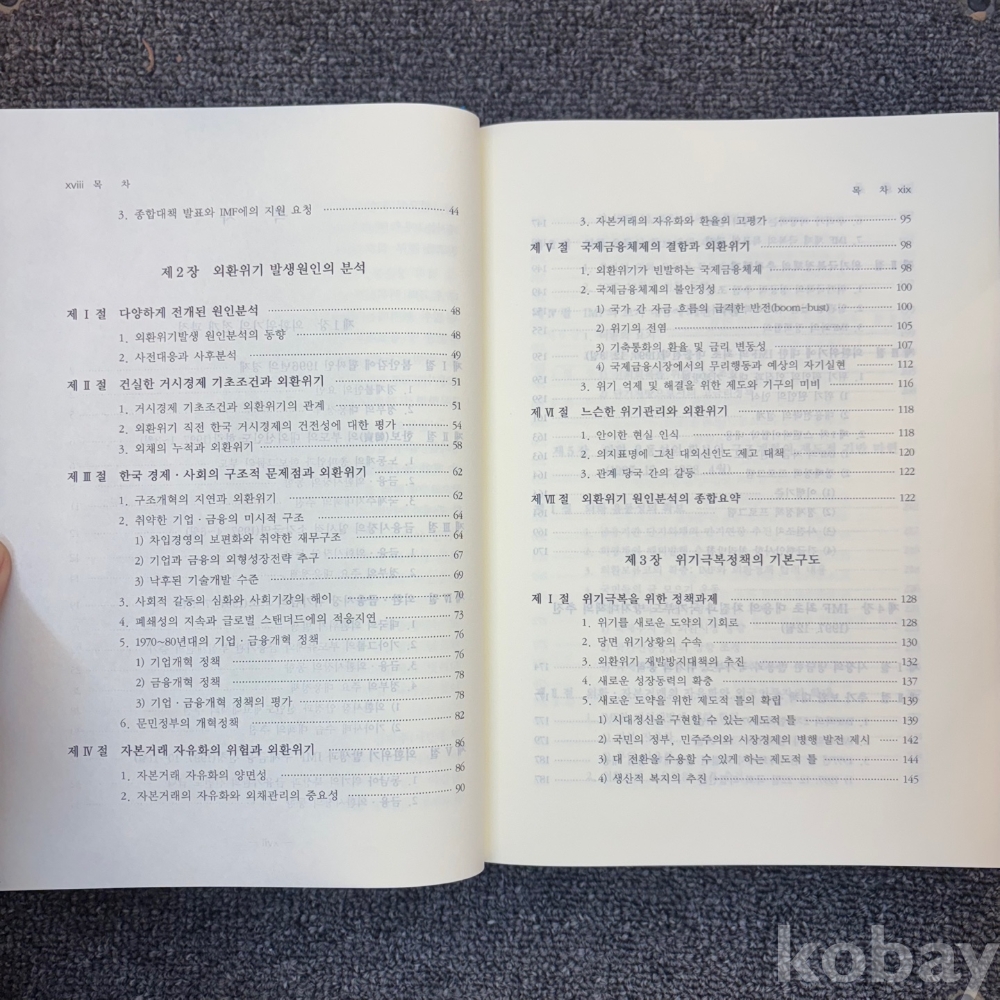 xviii 목 차
3. 종합대책 발표와 IMF에의 지원 요청 44
제2장 외환위기 발생원인의 분석
제 Ⅰ 절 다양하게 전개된 원인분석 48
1. 외환위기발생 원인분석의 동향 48
2. 사전대응과 사후분석 49
제 Ⅱ 절 건실한 거시경제 기초조건과 외환위기 51
1. 거시경제 기초조건과 외환위기의 관계 51
2. 외환위기 직전 한국 거시경제의 건전성에 대한 평가 54
3. 외채의 누적과 외환위기 58
제 Ⅲ 절 한국 경제·사회의 구조적 문제점과 외환위기 62
1. 구조개혁의 지연과 외환위기 62
2. 취약한 기업·금융의 미시적 구조 64
1) 차입경영의 보편화와 취약한 재무구조 64
2) 기업과 금융의 외형성장전략 추구 67
3) 낙후된 기술개발 수준 69
3. 사회적 갈등의 심화와 사회기강의 해이 70
4. 폐쇄성의 지속과 글로벌 스탠더드에의 적응지연 73
5. 1970~80년대의 기업·금융개혁 정책 76
1) 기업개혁 정책 76
2) 금융개혁 정책 78
3) 기업·금융개혁 정책의 평가 78
6. 문민정부의 개혁정책 82
제 Ⅳ 절 자본거래 자유화의 위험과 외환위기 86
1. 자본거래 자유화의 양면성 86
2. 자본거래의 자유화와 외채관리의 중요성 90
목 차 xix
3. 자본거래의 자유화와 환율의 고평가 95
제 Ⅴ 절 국제금융체제의 결함과 외환위기 98
1. 외환위기가 빈발하는 국제금융체제 98
2. 국제금융체제의 불안정성 100
1) 국가 간 자금 흐름의 급격한 반전(boom-bust) 100
2) 위기의 전염 105
3) 기축통화의 환율 및 금리 변동성 107
4) 국제금융시장에서의 무리행동과 예상의 자기실현 112
3. 위기 억제 및 해결을 위한 제도와 기구의 미비 116
제 Ⅵ 절 느슨한 위기관리와 외환위기 118
1. 안이한 현실 인식 118
2. 의지표명에 그친 대외신인도 제고 대책 120
3. 관계 당국 간의 갈등 122
제 Ⅶ 절 외환위기 원인분석의 종합요약 122
제3장 위기극복정책의 기본구도
제 Ⅰ 절 위기극복을 위한 정책과제 128
1. 위기를 새로운 도약의 기회로 128
2. 당면 위기상황의 수속 130
3. 외환위기 재발방지대책의 추진 132
4. 새로운 성장동력의 확충 135
5. 새로운 도약을 위한 제도적 틀의 확립 139
1) 시대정신을 구현할 수 있는 제도적 틀 139
2) 국민의 정부, 민주주의와 시장경제의 병행 발전 제시 142
3) 대 전환을 수용할 수 있게 하는 제도적 틀 144
4) 생산적 복지의 추진 145
kobay